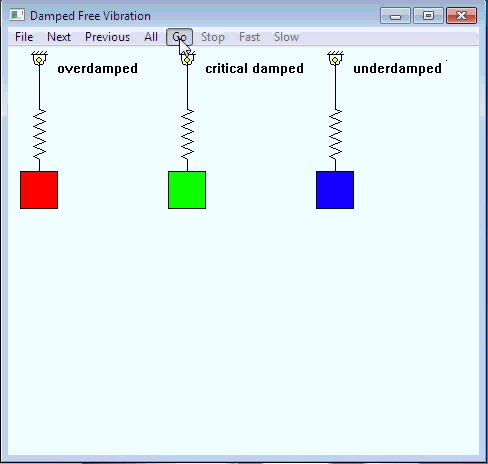 Damped Free Vibration
File Next Previous All Go Stop Fast Slow
overdamped critical damped underdamped